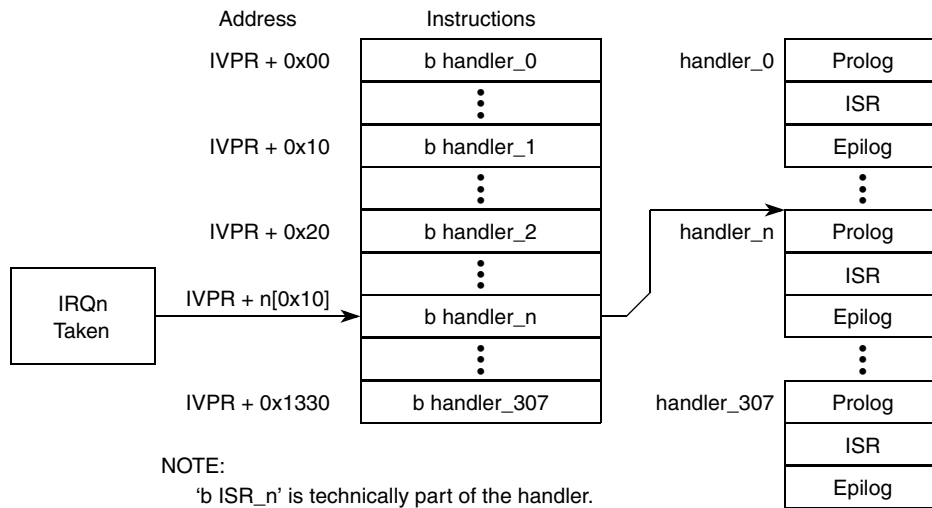 Address Instructions
IVPR + 0x00 b handler_0 handler_0 Prolog
ISR
IVPR + 0x10 b handler_1 Epilog
IVPR + 0x20 b handler_2 handler_n Prolog
ISR
IRQn
Taken
IVPR + n[0x10] b handler_n Epilog
IVPR + 0x1330 b handler_307 handler_307 Prolog
ISR
Epilog
NOTE:
‘b ISR_n’ is technically part of the handler.